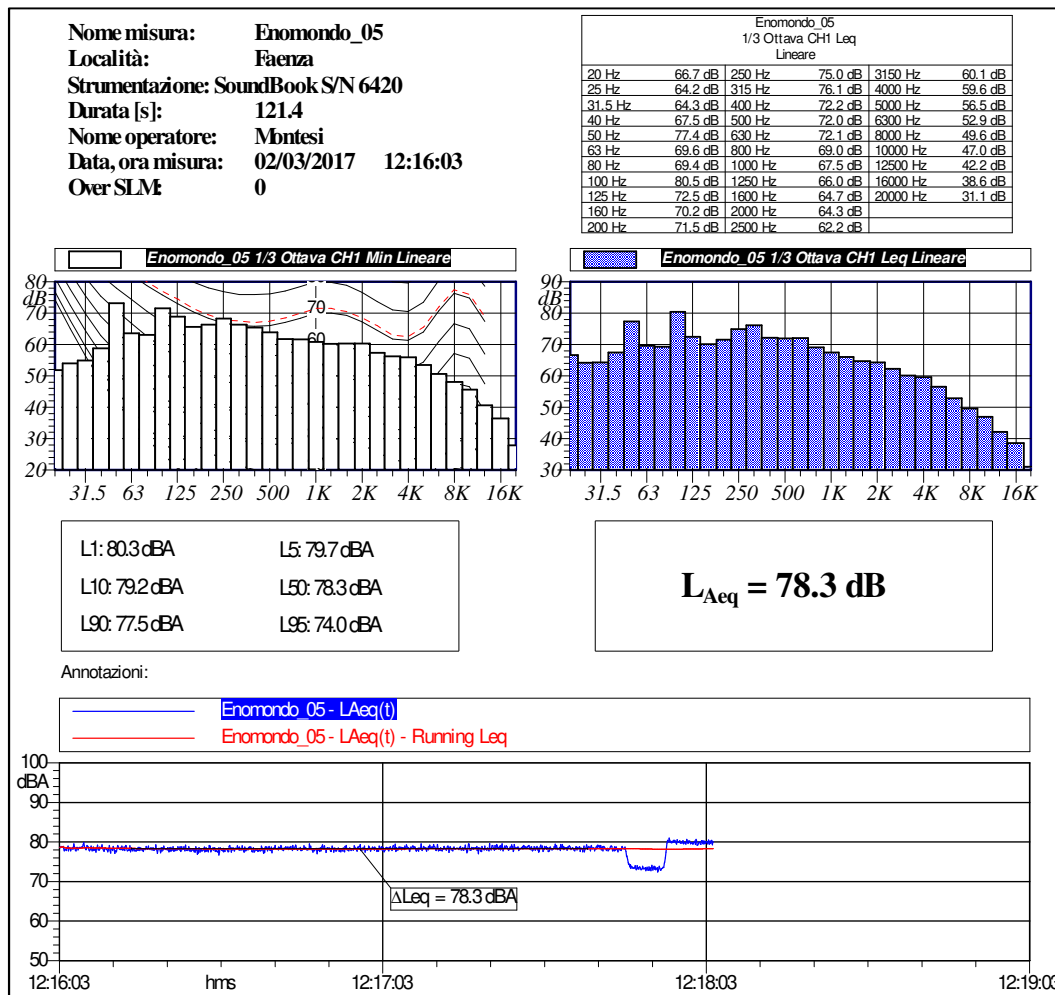 Nome misura: Enomondo_05
Località: Faenza
Strumentazione: SoundBook S/N 6420
Durata [s]: 121.4
Nome operatore: Montesi
Data, ora misura: 02/03/2017 12:16:03
Over SLM: 0
Enomondo_05
1/3 Ottava CH1 Leq
Lineare
20 Hz 66.7 dB 250 Hz 75.0 dB 3150 Hz 60.1 dB
25 Hz 64.2 dB 315 Hz 76.1 dB 4000 Hz 59.6 dB
31.5 Hz 64.3 dB 400 Hz 72.2 dB 5000 Hz 56.5 dB
40 Hz 67.5 dB 500 Hz 72.0 dB 6300 Hz 52.9 dB
50 Hz 77.4 dB 630 Hz 72.1 dB 8000 Hz 49.6 dB
63 Hz 69.6 dB 800 Hz 69.0 dB 10000 Hz 47.0 dB
80 Hz 69.4 dB 1000 Hz 67.5 dB 12500 Hz 42.2 dB
100 Hz 80.5 dB 1250 Hz 66.0 dB 16000 Hz 38.6 dB
125 Hz 72.5 dB 1600 Hz 64.7 dB 20000 Hz 31.1 dB
160 Hz 70.2 dB 2000 Hz 64.3 dB
200 Hz 71.5 dB 2500 Hz 62.2 dB
Enomondo_05 1/3 Ottava CH1 Min Lineare
80
dB
70
60
50
40
30
20
70
60
31.5 63 125 250 500 1K 2K 4K 8K 16K
Enomondo_05 1/3 Ottava CH1 Leq Lineare
90
dB
80
70
60
50
40
30
31.5 63 125 250 500 1K 2K 4K 8K 16K
L1: 80.3 dBA L5: 79.7 dBA
L10: 79.2 dBA L50: 78.3 dBA
L90: 77.5 dBA L95: 74.0 dBA
LAeq = 78.3 dB
Annotazioni:
Enomondo_05 - LAeq(t)
Enomondo_05 - LAeq(t) - Running Leq
100
dBA
90
80
70
60
50
ΔLeq = 78.3 dBA
12:16:03 hms 12:17:03 12:18:03 12:19:03